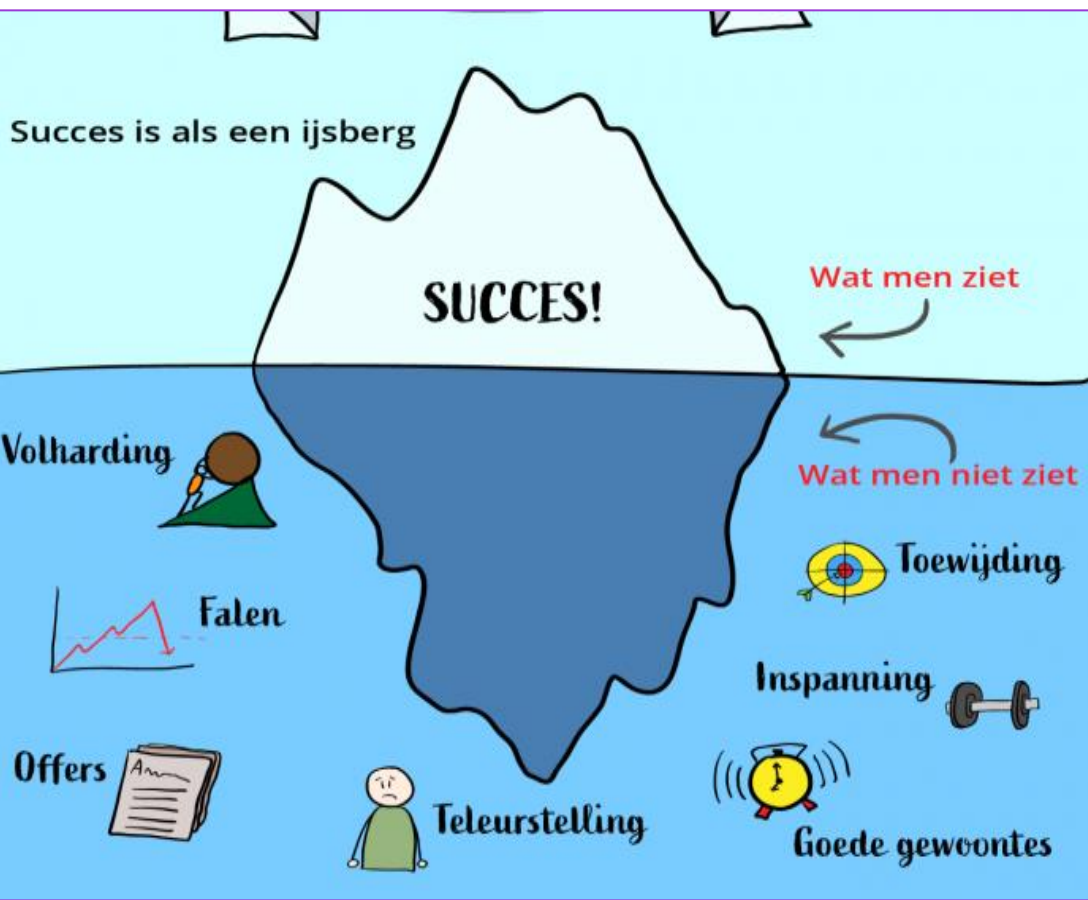 Succes is als een ijsberg
SUCCES!
Wat men ziet
Wat men niet ziet
Volharding
Toewijding
Falen
Inspanning
Offers
Teleurstelling
Goede gewoontes